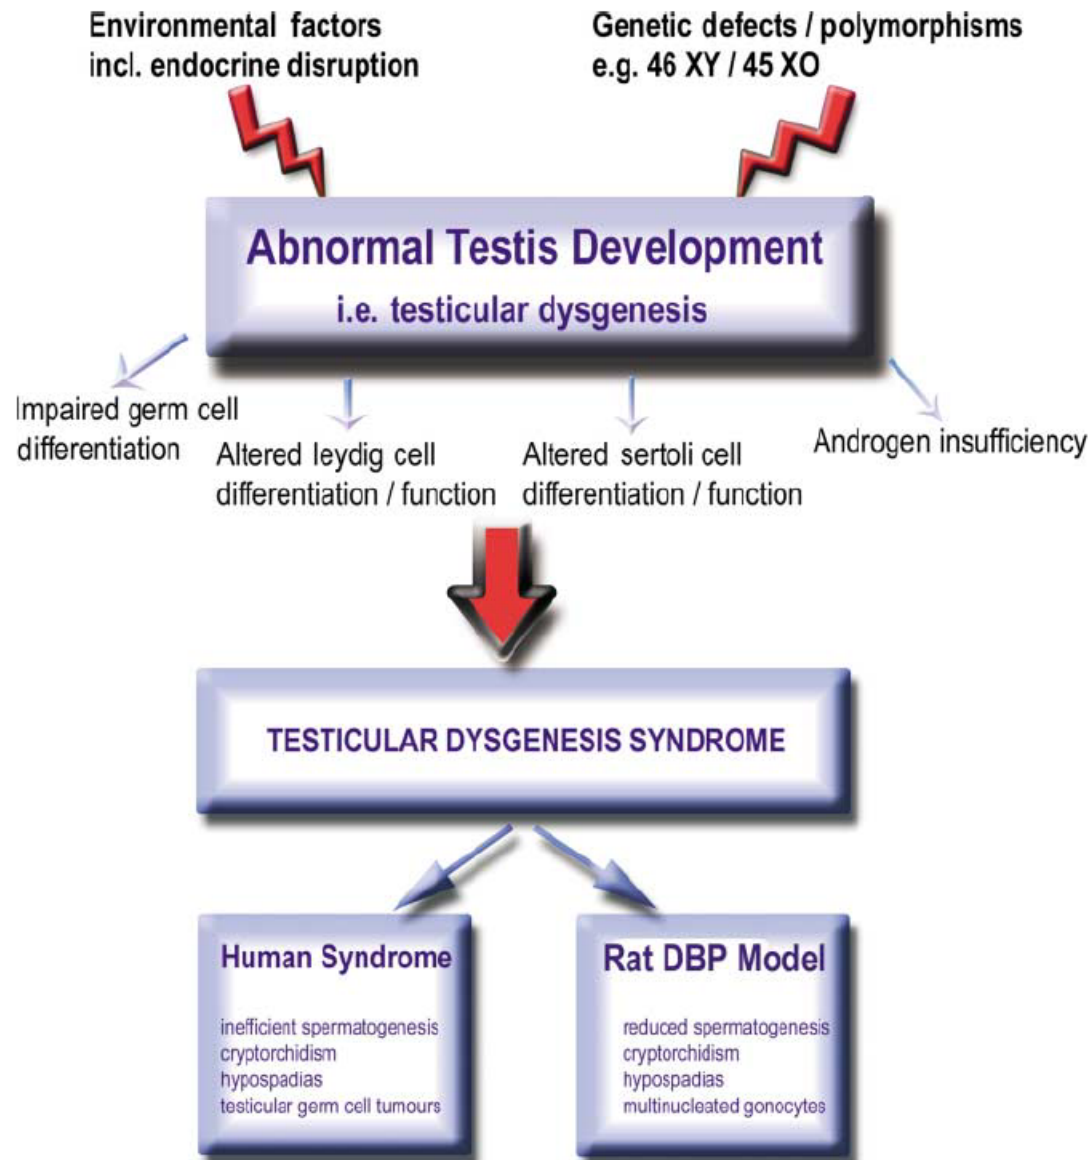 Environmental factors
incl. endocrine disruption
Genetic defects / polymorphisms
e.g. 46 XY / 45 XO
Abnormal Testis Development
i.e. testicular dysgenesis
Impaired germ cell
differentiation
Altered leydig cell
differentiation / function
Altered sertoli cell
differentiation / function
Androgen insufficiency
TESTICULAR DYSGENESIS SYNDROME
Human Syndrome
inefficient spermatogenesis
cryptorchidism
hypospadias
testicular germ cell tumours
Rat DBP Model
reduced spermatogenesis
cryptorchidism
hypospadias
multinucleated gonocytes